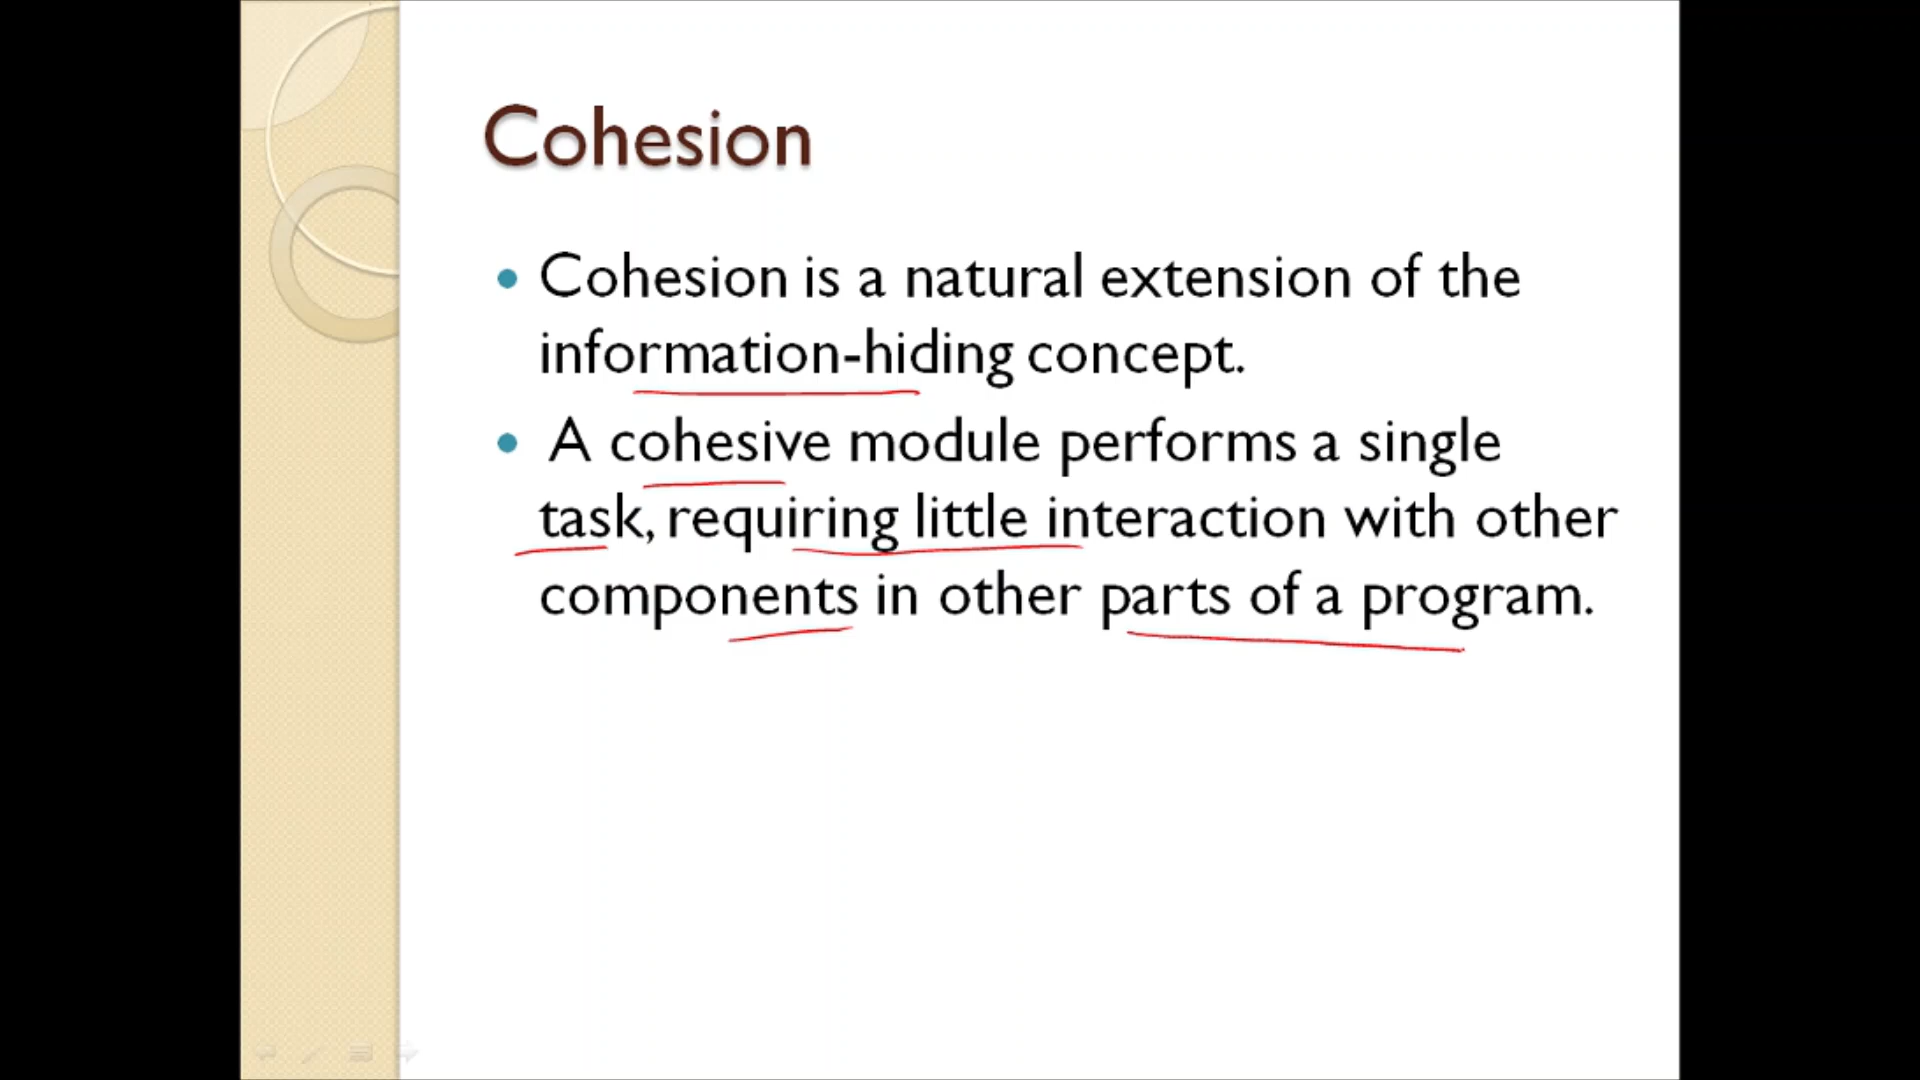 Cohesion
• Cohesion is a natural extension of the
information-hiding concept.
• A cohesive module performs a single
task, requiring little interaction with other
components in other parts of a program.